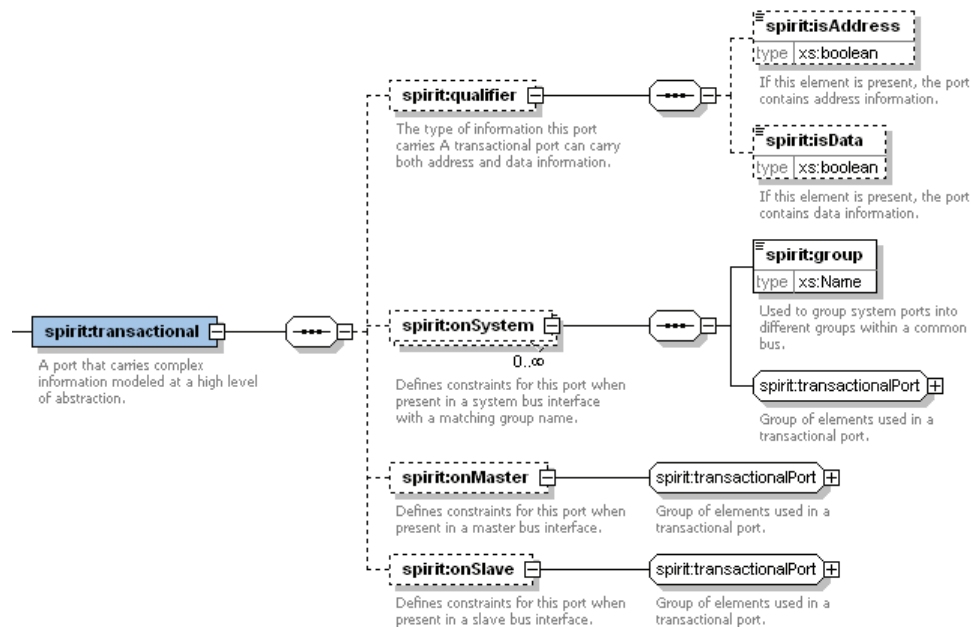 spirit:isAddress
type xs:boolean
If this element is present, the port
contains address information.
spirit:qualifier
The type of information this port
carries A transactional port can carry
both address and data information.
spirit:isData
type xs:boolean
If this element is present, the port
contains data information.
spirit:transactional
A port that carries complex
information modeled at a high level
of abstraction.
spirit:onSystem
0..∞
Defines constraints for this port when
present in a system bus interface
with a matching group name.
spirit:group
type xs:Name
Used to group system ports into
different groups within a common
bus.
spirit:transactionalPort
Group of elements used in a
transactional port.
spirit:onMaster
Defines constraints for this port when
present in a master bus interface.
spirit:transactionalPort
Group of elements used in a
transactional port.
spirit:onSlave
Defines constraints for this port when
present in a slave bus interface.
spirit:transactionalPort
Group of elements used in a
transactional port.